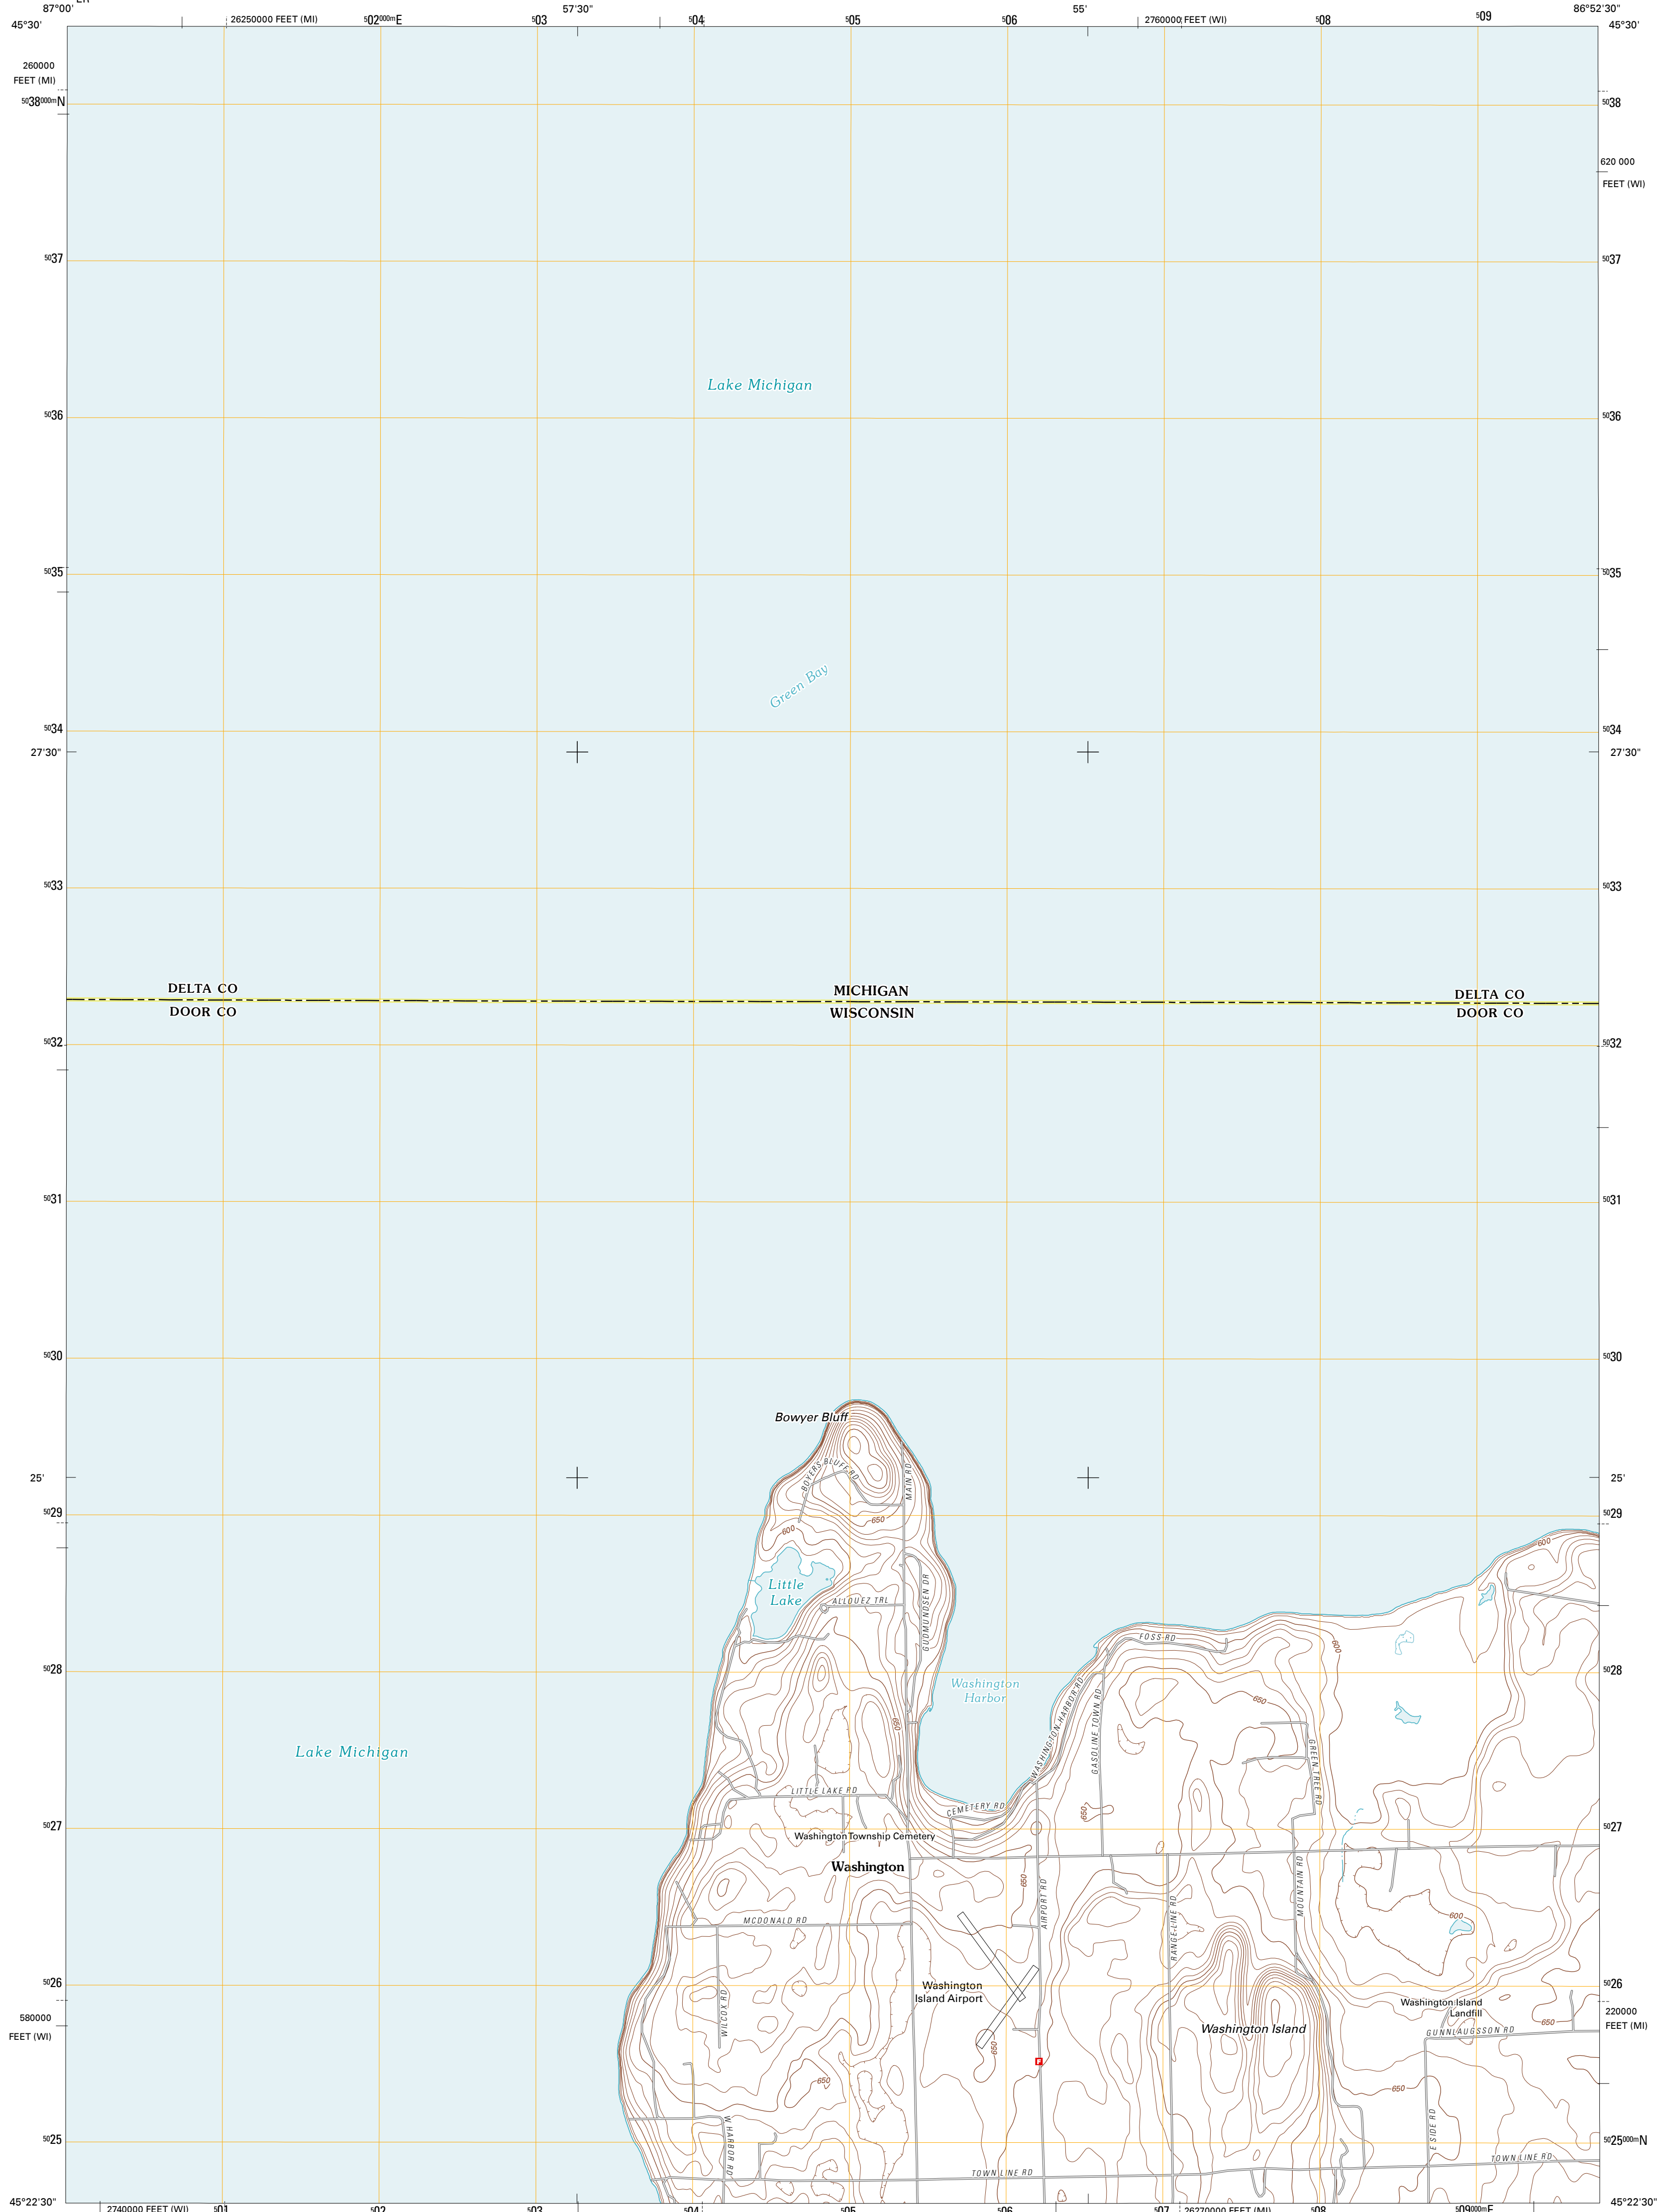 ER
87°00'
26250000 FEET (MI)
502000mE
503
57'30"
504
505
506
55'
2760000 FEET (WI)
508
509
86°52'30"
45°30'
45°30'
260000
FEET (MI)
5038000mN
5038
620 000
FEET (WI)
5037
5037
Lake Michigan
5036
5036
5035
5035
Green Bay
5034
5034
27'30"
27'30"
5033
5033
DELTA CO
MICHIGAN
DELTA CO
DOOR CO
WISCONSIN
DOOR CO
5032
5032
5031
5031
5030
5030
Bowyer Bluff
BOYERS BLUFF RD
MAIN RD
25'
25'
5029
5029
650
600
600
Little
Lake
ALLOUEZ TRL
GUDMUNDSEN DR
FOSS RD
600
5028
5028
Washington
Harbor
650
650
WASHINGTON HARBOR RD
GASOLINE TOWN RD
GREEN TREE RD
Lake Michigan
LITTLE LAKE RD
CEMETERY RD
650
5027
5027
Washington Township Cemetery
Washington
650
AIRPORT RD
MOUNTAIN RD
RANGE LINE RD
MCDONALD RD
600
5026
5026
Washington
Island Airport
WILCOX RD
Washington Island
Landfill
580000
FEET (WI)
220000
FEET (MI)
650
Washington Island
GUNNLAUGSSON RD
650
F
650
650
W HARBOR RD
E SIDE RD
5025
5025000mN
TOWN LINE RD
TOWN LINE RD
45°22'30"
45°22'30"
2740000 FEET (WI)
501
502
503
504
505
506
507
26270000 FEET (MI)
508
509000mE